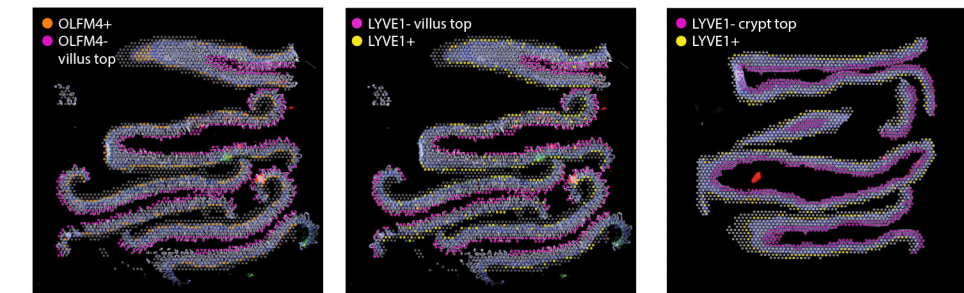 OLFM4+
OLFM4-
villus top
LYVE1- villus top
LYVE1+
LYVE1- crypt top
LYVE1+